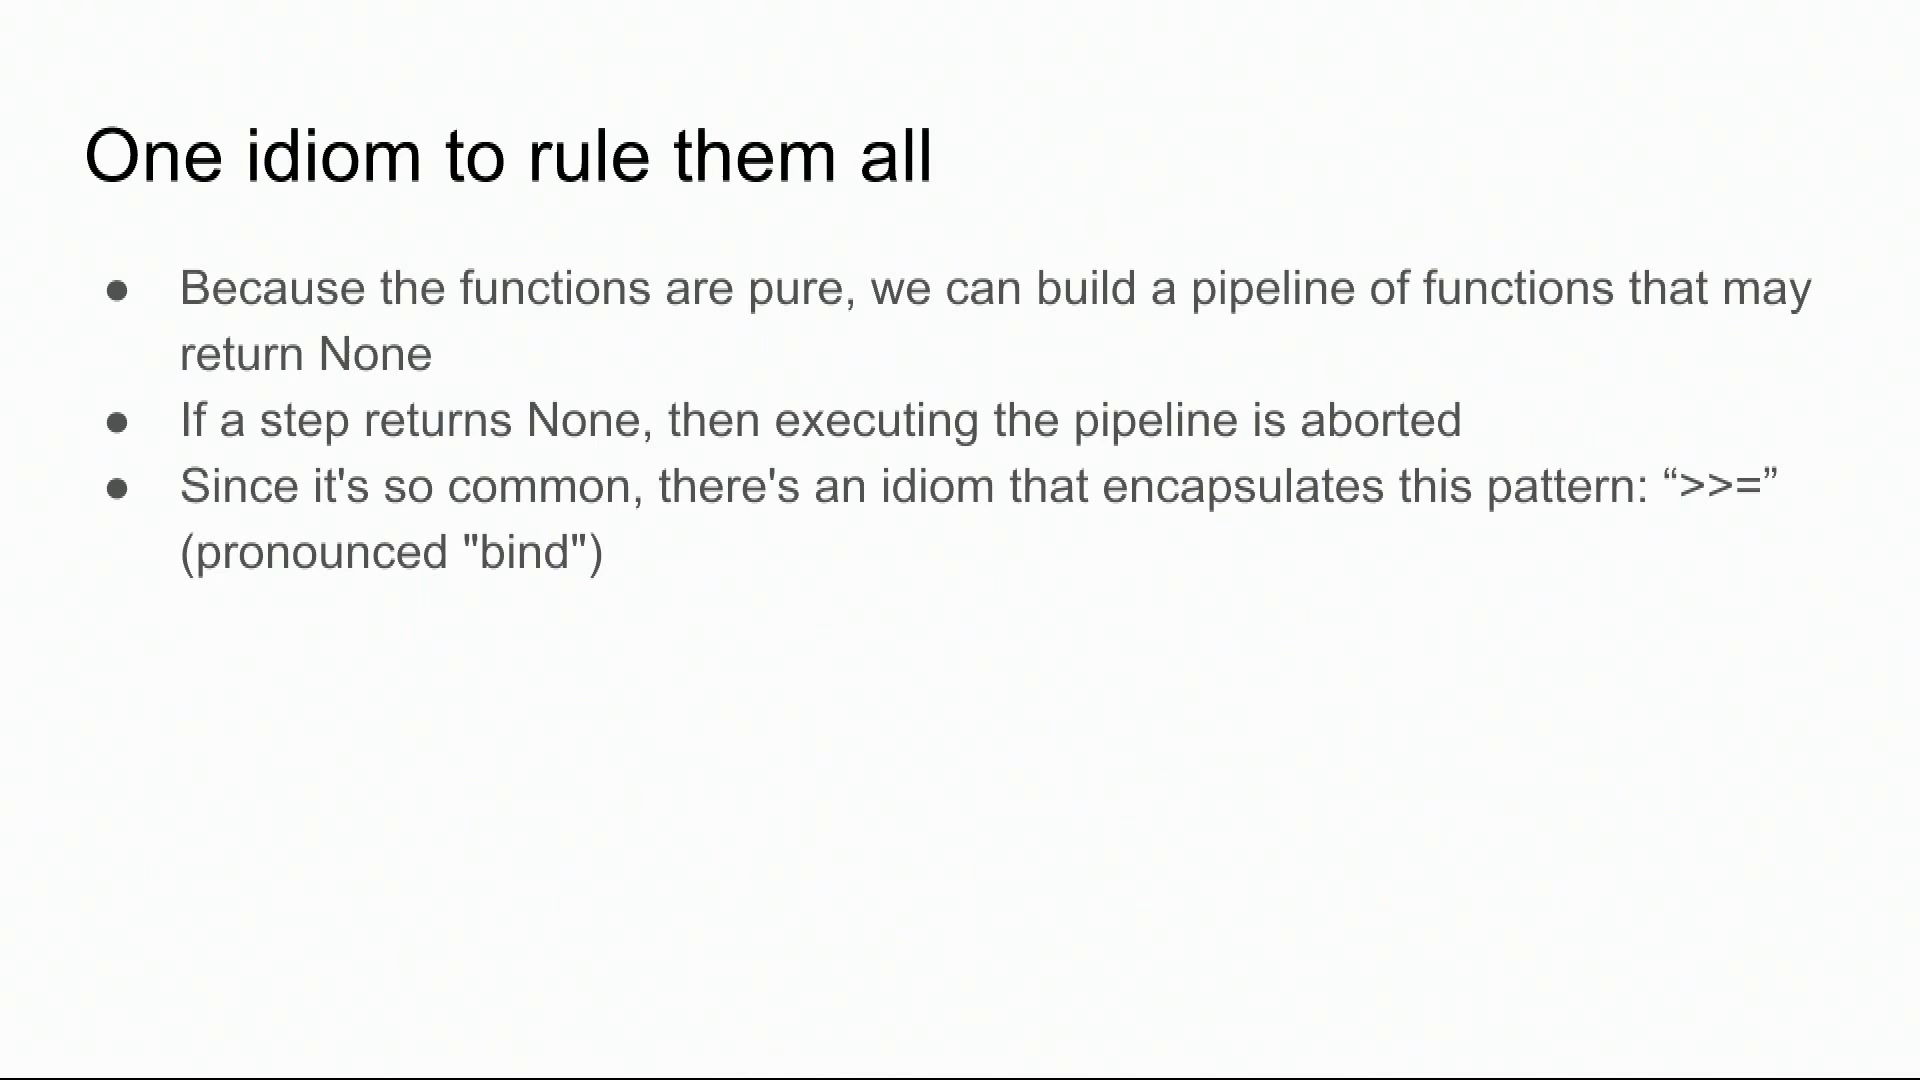 One idiom to rule them all
● Because the functions are pure, we can build a pipeline of functions that may
return None
● If a step returns None, then executing the pipeline is aborted
● Since it's so common, there's an idiom that encapsulates this pattern: “>>=”
(pronounced "bind")